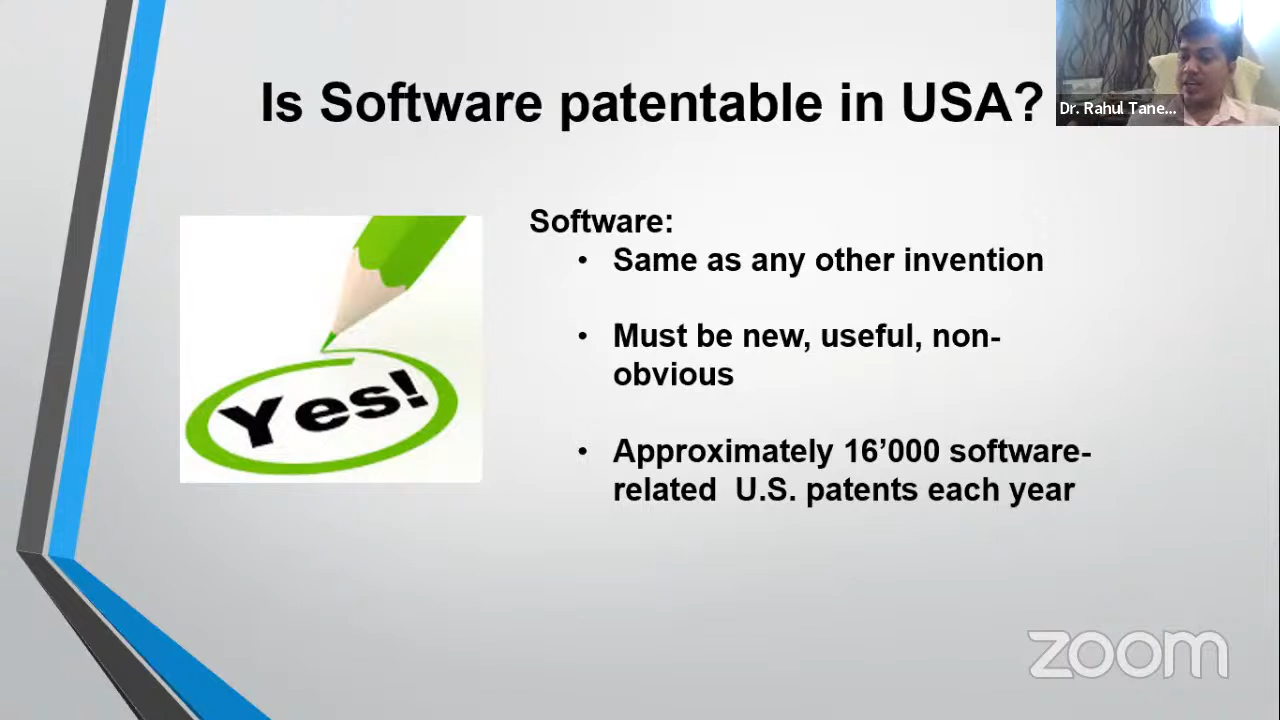 Is Software patentable in USA?
Dr. Rahul Tane...
Software:
• Same as any other invention
• Must be new, useful, non-
obvious
• Approximately 16’000 software-
related U.S. patents each year
Yes!
zoom